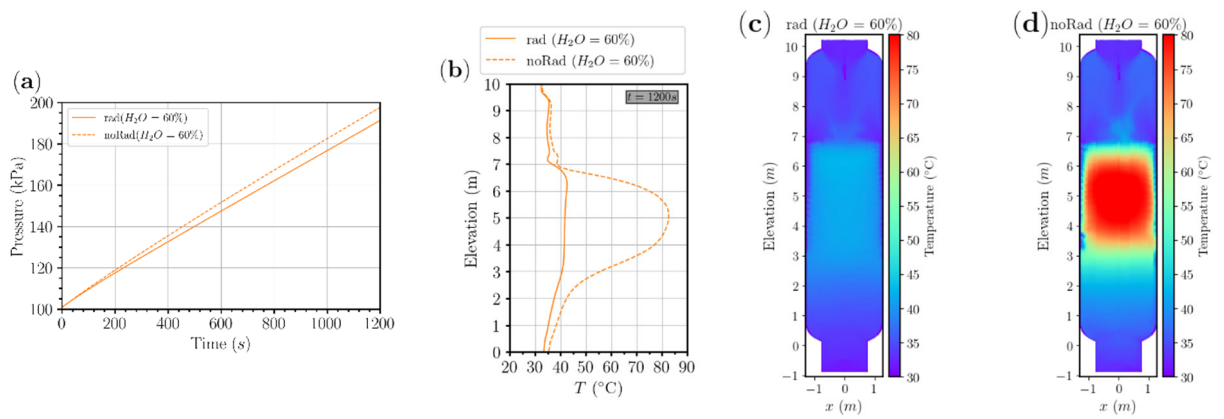 (a)
rad(H₂O = 60%)
noRad(H₂O = 60%)
200
180
160
140
120
100
Pressure (kPa)
0 200 400 600 800 1000 1200
Time (s)
(b)
rad (H₂O = 60%)
noRad (H₂O = 60%)
t = 1200s
10
9
8
7
6
5
4
3
2
1
0
Elevation (m)
20 30 40 50 60 70 80 90
T (°C)
(c)
rad (H₂O = 60%)
10
9
8
7
6
5
4
3
2
1
0
−1
Elevation (m)
−1 0 1
x (m)
80
75
70
65
60
55
50
45
40
35
30
Temperature (°C)
(d)
noRad (H₂O = 60%)
10
9
8
7
6
5
4
3
2
1
0
−1
Elevation (m)
−1 0 1
x (m)
80
75
70
65
60
55
50
45
40
35
30
Temperature (°C)